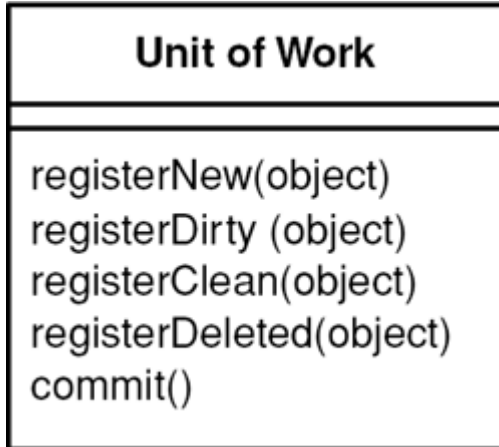 Unit of Work
registerNew(object)
registerDirty (object)
registerClean(object)
registerDeleted(object)
commit()